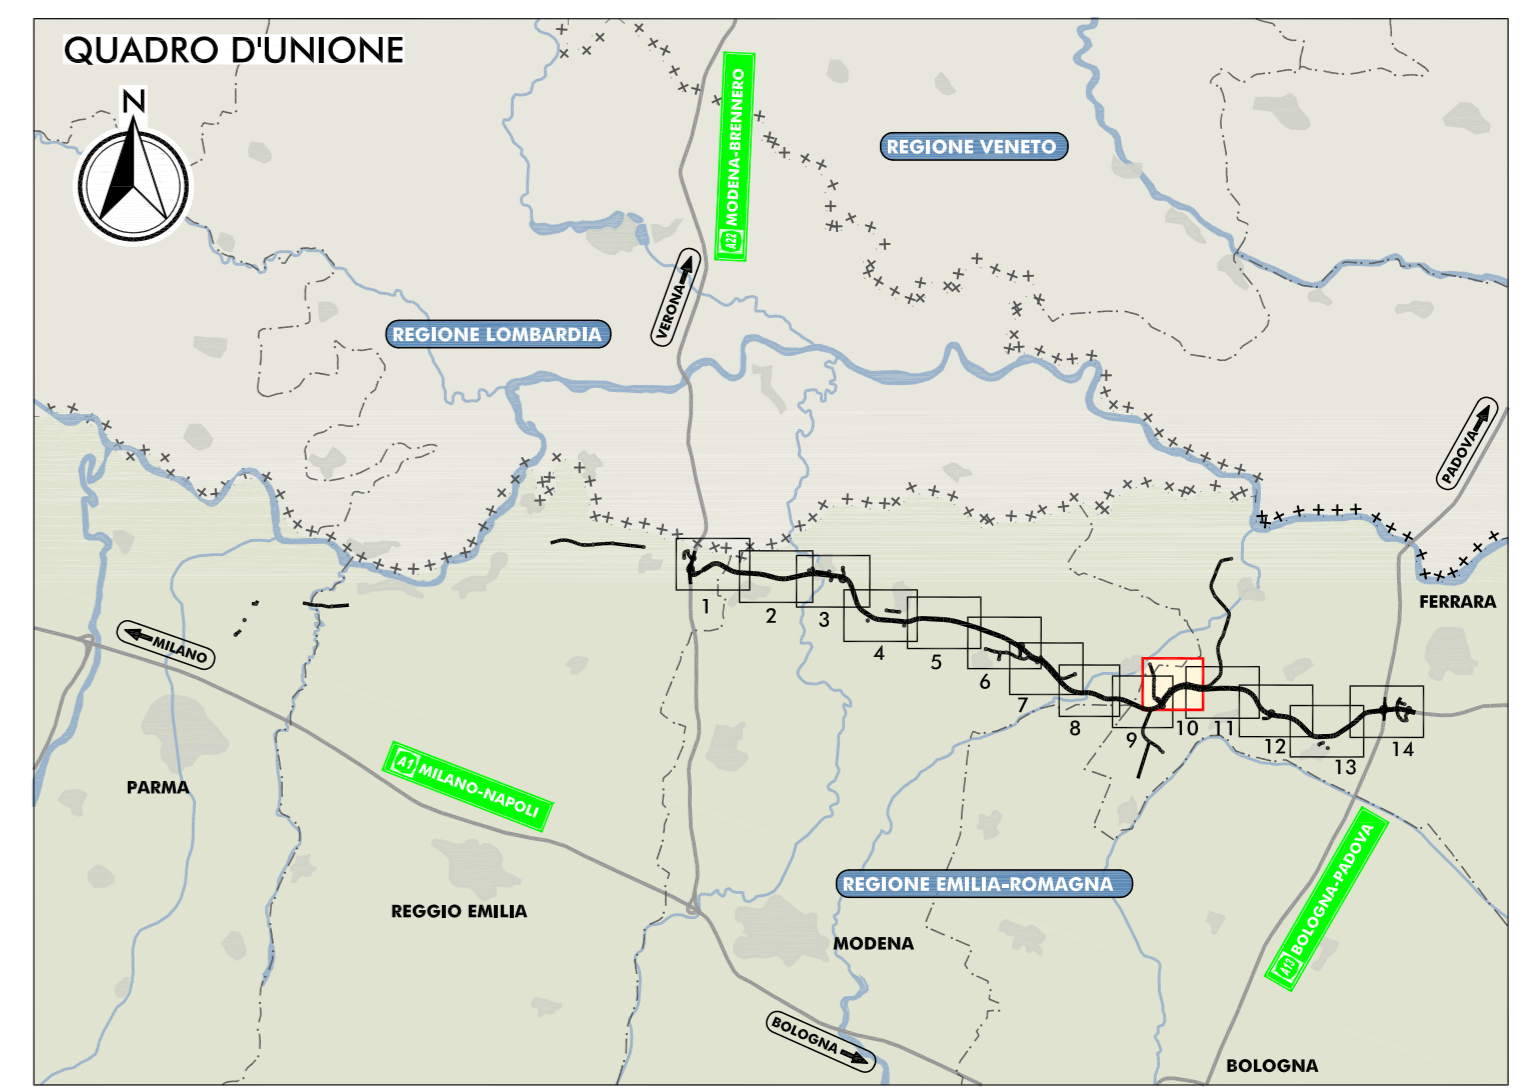 QUADRO D'UNIONE
N
A22 MODENA-BRENNERO
REGIONE VENETO
VERONA
REGIONE LOMBARDIA
PADOVA
FERRARA
MILANO
1
2
3
4
5
6
7
8
9
10
11
12
13
14
PARMA
A1 MILANO-NAPOLI
REGIONE EMILIA-ROMAGNA
A13 BOLOGNA-PADOVA
REGGIO EMILIA
MODENA
BOLOGNA
BOLOGNA